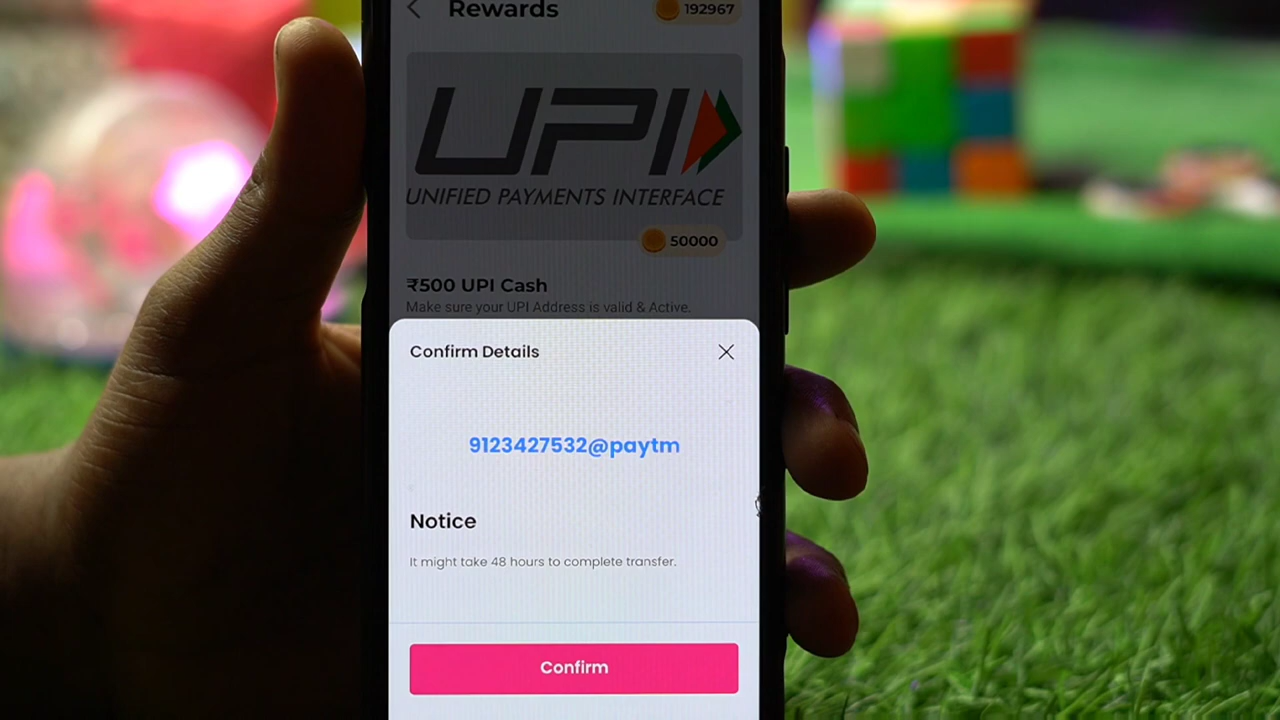 Rewards
192967
UPI
UNIFIED PAYMENTS INTERFACE
50000
₹500 UPI Cash
Make sure your UPI Address is valid & Active.
Confirm Details
9123427532@paytm
Notice
It might take 48 hours to complete transfer.
Confirm